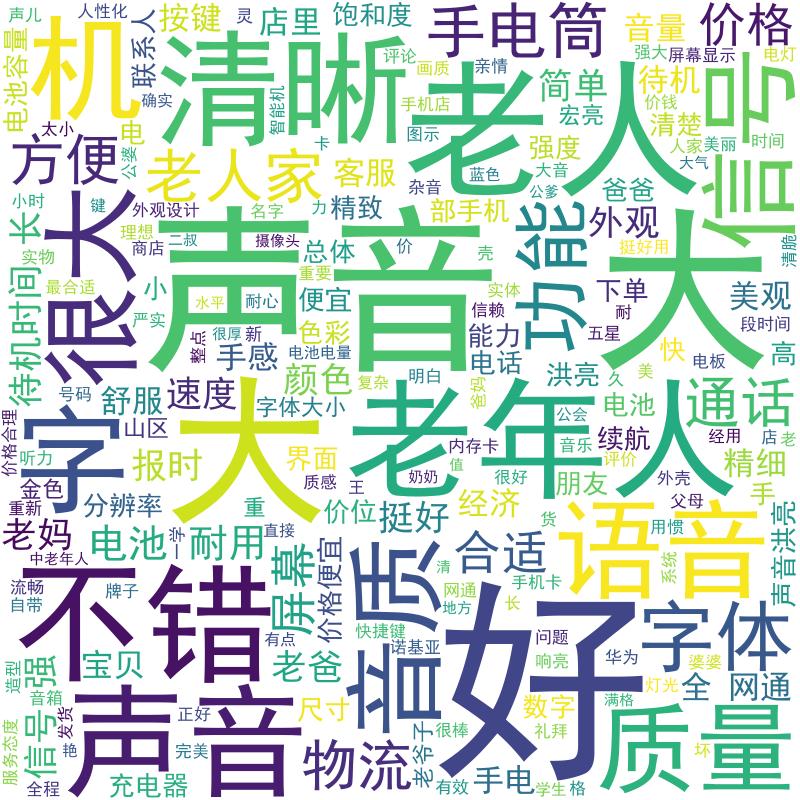 声儿
人性化
灵
饱和度
手电筒
音量
价格
电池容量
机
联系人
按键
店里
清晰
评论
画质
亲情
简单
强大
屏幕显示
电灯
待机
价钱
信号
确实
智能机
手机店
老人
宏亮
清楚
太小
电
公婆
卡
图示
强度
人家
美丽
时间
方便
老人家
客服
蓝色
大音
大气
杂音
公爹
爸爸
小时
长
键
外观设计
名字
力
精致
部手机
功能
外观
挺好用
清脆
很大
理想
商店
二叔
摄像头
总体
价
壳
声音
大
实物
待机时间
最合适
小
重要
水平
耐心
便宜
实体
信赖
下单
耐
美观
段时间
严实
整点
很厚
新
色彩
能力
五星
手感
电池电量
电话
快
电板
高
号码
舒服
速度
颜色
复杂
明白
爸妈
洪亮
久
美
字
价格合理
山区
大
字体大小
老年人
公会
电池
通话
听力
报时
界面
内存卡
音乐
续航
经用
店
老
金色
质感
王
奶奶
值
很好
评价
外壳
精细
重新
分辨率
重
价位
挺好
经济
朋友
父母
手
老妈
中老年人
电池
一学
耐用
直接
屏幕
价格便宜
音质
合适
货
语音
用惯
声音洪亮
流畅
自带
牌子
不错
清
网通
地方
手机卡
系统
有点
快捷键
长
好
字体
造型
信号强
宝贝
老爸
诺基亚
问题
响亮
华为
婆婆
全
网通
音箱
灯光
服务态度
发货
声音
正好
尺寸
老爷子
很棒
数字
满格
质量
艳
完美
物流
礼拜
坏
全程
充电器
有效
手电
学生
格